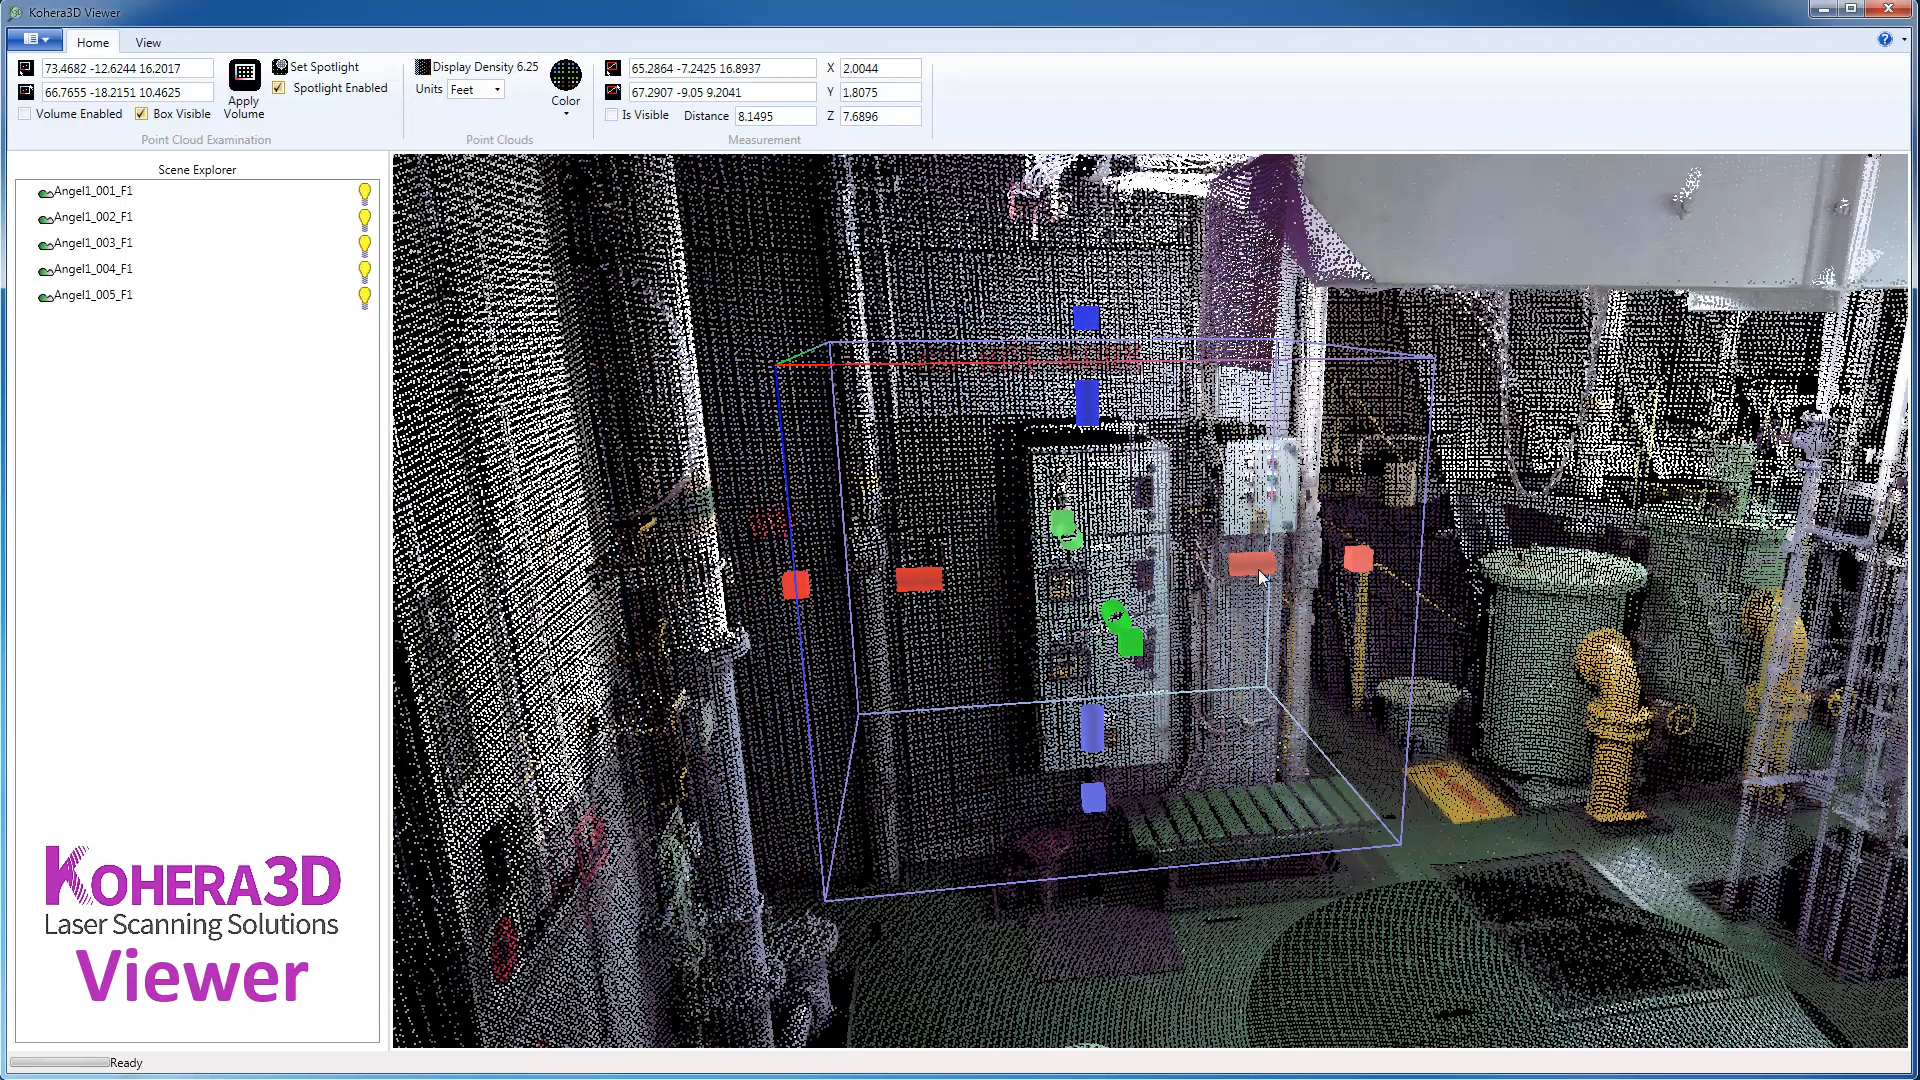 Kohera3D Viewer
Home View
73.4682 -12.6244 16.2017
66.7655 -18.2151 10.4625
Volume Enabled Box Visible
Apply Volume
Set Spotlight
Spotlight Enabled
Point Cloud Examination
Display Density 6.25
Units Feet
Color
Point Clouds
65.2864 -7.2425 16.8937
67.2907 -9.05 9.2041
Is Visible Distance 8.1495
X 2.0044
Y 1.8075
Z 7.6896
Measurement
Scene Explorer
Angel1_001_F1
Angel1_002_F1
Angel1_003_F1
Angel1_004_F1
Angel1_005_F1
KOHERA3D
Laser Scanning Solutions
Viewer
Ready